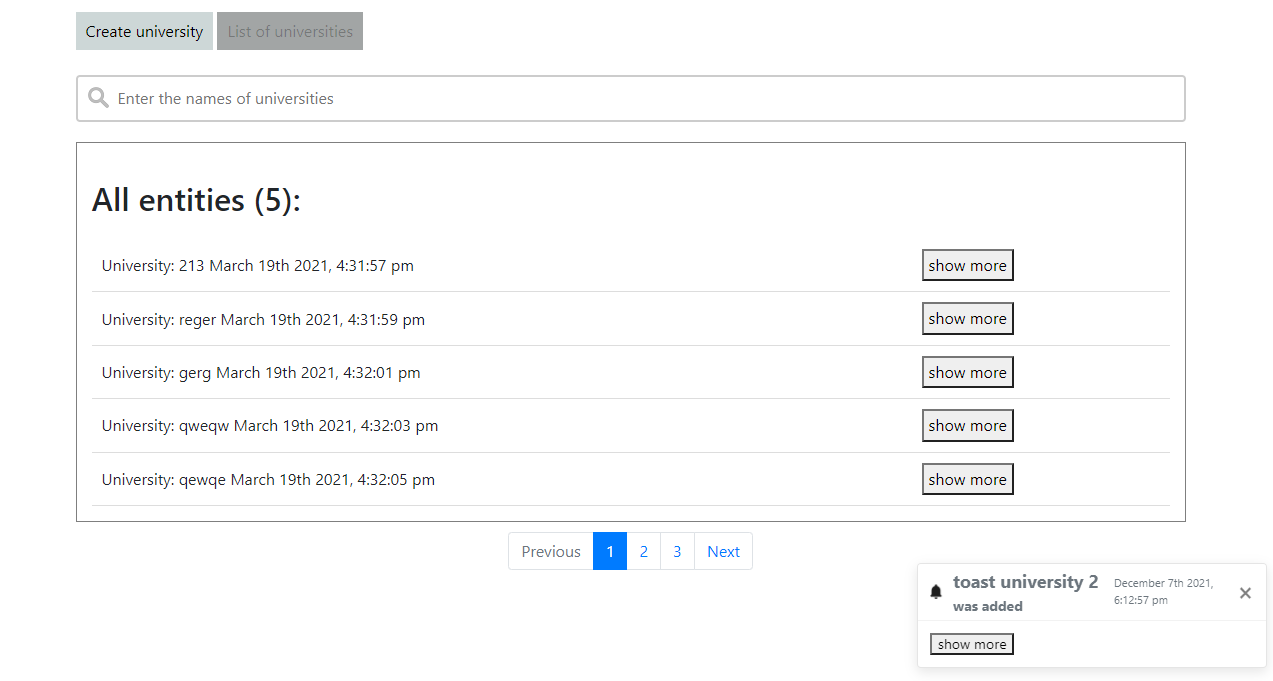 Create university List of universities
Enter the names of universities
All entities (5):
University: 213 March 19th 2021, 4:31:57 pm show more
University: reger March 19th 2021, 4:31:59 pm show more
University: gerg March 19th 2021, 4:32:01 pm show more
University: qweqw March 19th 2021, 4:32:03 pm show more
University: qewqe March 19th 2021, 4:32:05 pm show more
Previous 1 2 3 Next
toast university 2
was added
December 7th 2021,
6:12:57 pm
show more